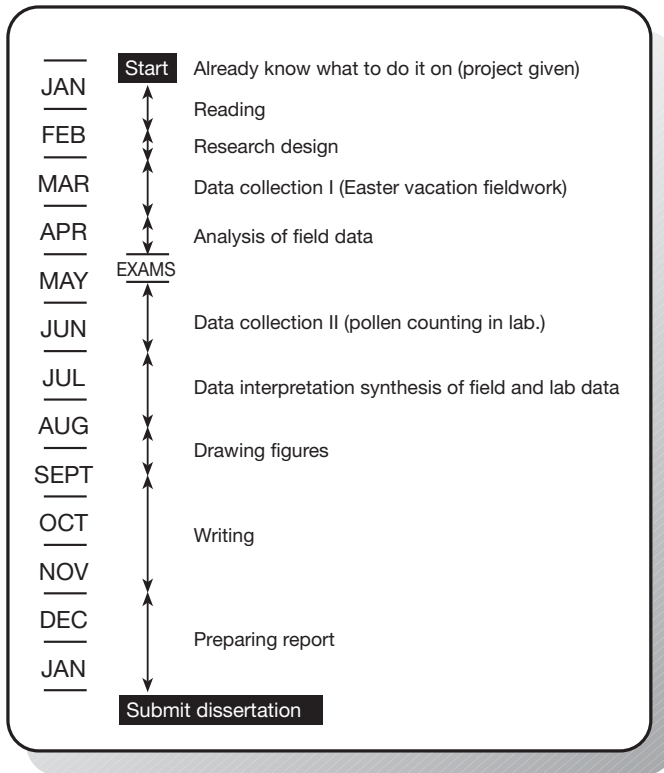 Start Already know what to do it on (project given)
JAN
Reading
FEB
Research design
MAR
Data collection I (Easter vacation fieldwork)
APR
Analysis of field data
EXAMS
MAY
JUN
Data collection II (pollen counting in lab.)
JUL
Data interpretation synthesis of field and lab data
AUG
Drawing figures
SEPT
OCT
Writing
NOV
DEC
Preparing report
JAN
Submit dissertation